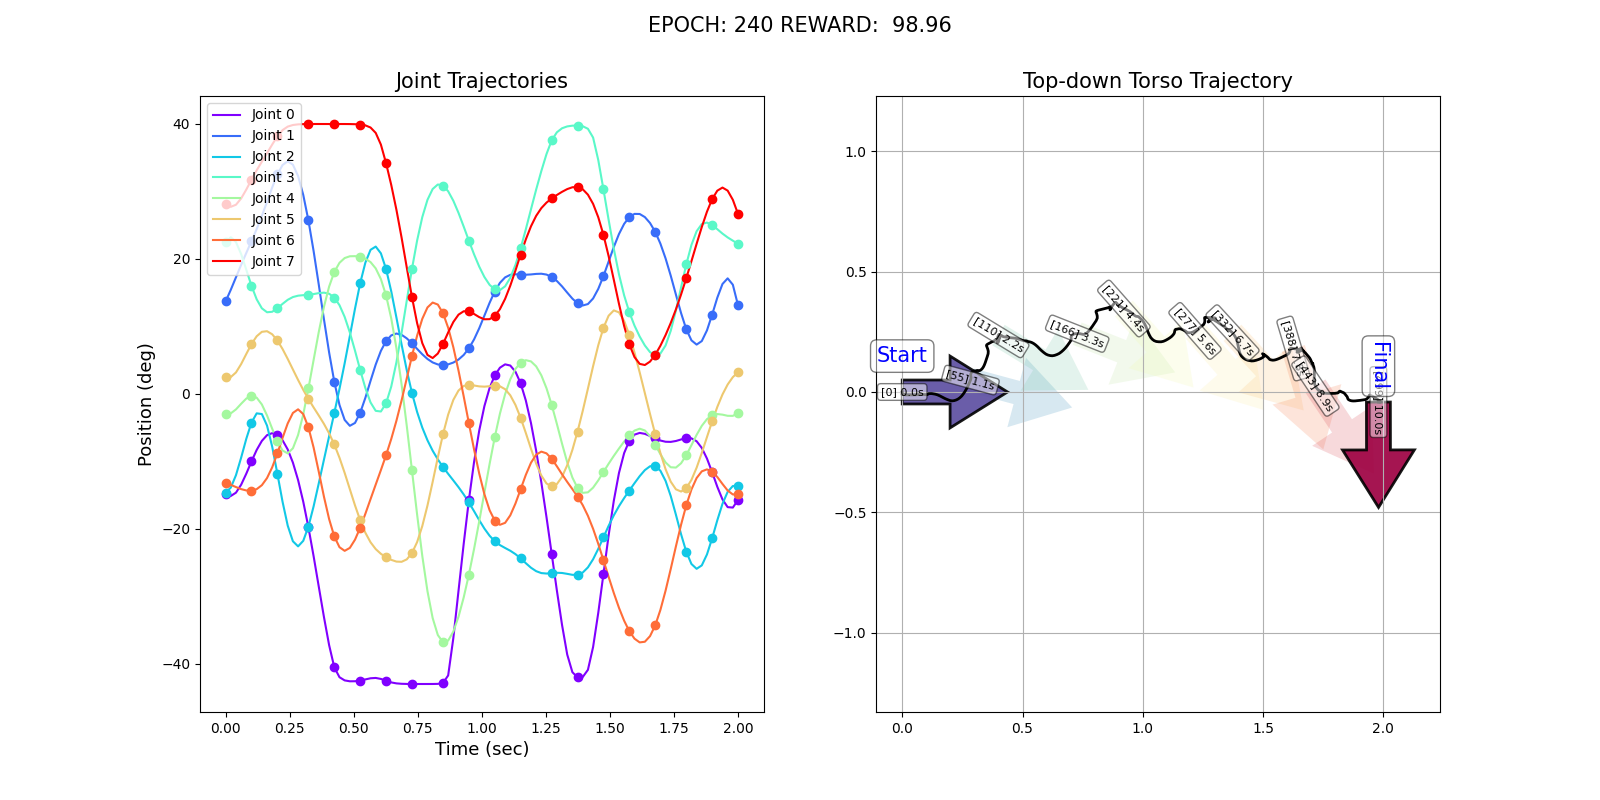 EPOCH: 240 REWARD:  98.96
Joint Trajectories
Position (deg)
40
20
0
−20
−40
Joint 0
Joint 1
Joint 2
Joint 3
Joint 4
Joint 5
Joint 6
Joint 7
0.00
0.25
0.50
0.75
1.00
1.25
1.50
1.75
2.00
Time (sec)
Top-down Torso Trajectory
1.0
0.5
0.0
−0.5
−1.0
Start
[0] 0.0s
[55] 1.1s
[110] 2.2s
[166] 3.3s
[221] 4.4s
[277] 5.6s
[332] 6.7s
[443] 8.9s
10.0s
Final
0.0
0.5
1.0
1.5
2.0